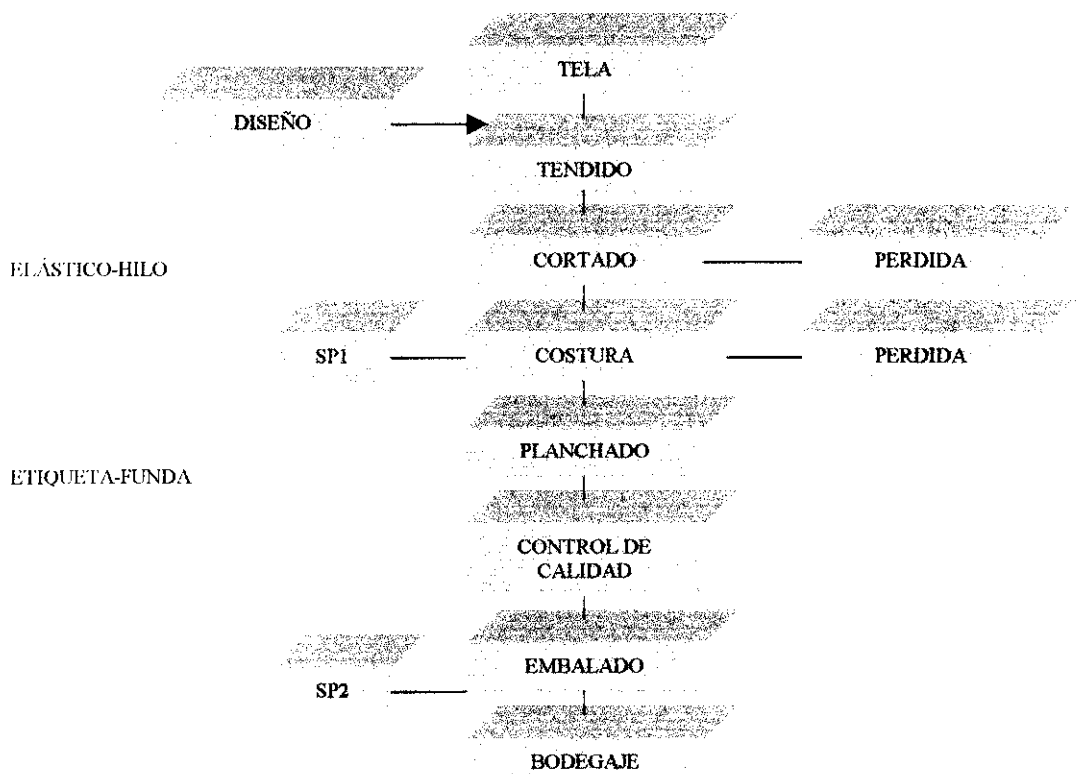 TELA
DISEÑO
TENDIDO
ELÁSTICO-HILO
CORTADO
PERDIDA
SP1
COSTURA
PERDIDA
PLANCHADO
ETIQUETA-FUNDA
CONTROL DE
CALIDAD
EMBALADO
SP2
BODEGAJE